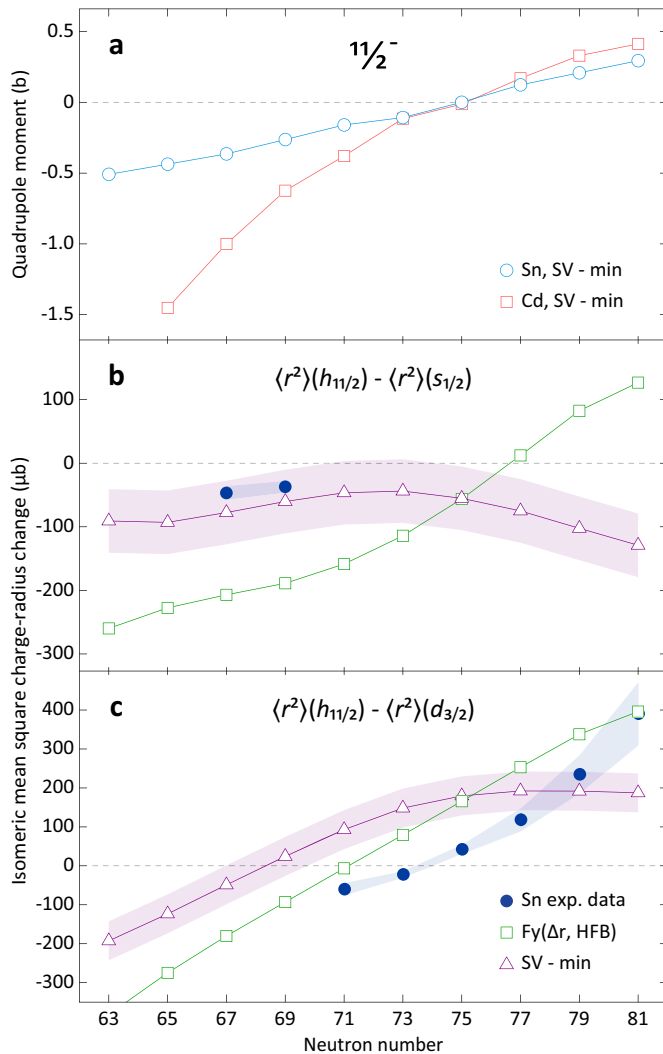 a
11/2⁻
Quadrupole moment (b)
0.5
0
-0.5
-1.0
-1.5
Sn, SV - min
Cd, SV - min
b
⟨r²⟩(h₁₁/₂) - ⟨r²⟩(s₁/₂)
Isomeric mean square charge-radius change (μb)
100
0
-100
-200
-300
c
⟨r²⟩(h₁₁/₂) - ⟨r²⟩(d₃/₂)
400
300
200
100
0
-100
-200
-300
Sn exp. data
Fy(Δr, HFB)
SV - min
63 65 67 69 71 73 75 77 79 81
Neutron number